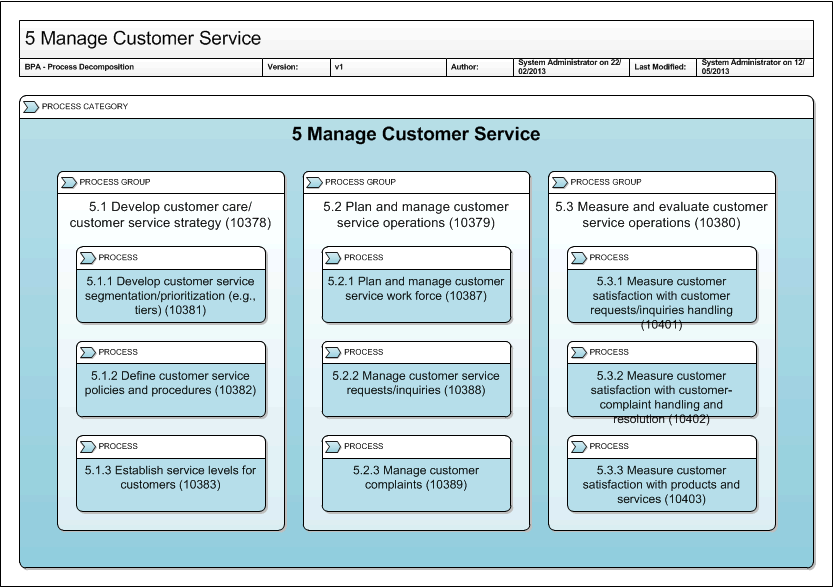 5 Manage Customer Service
BPA - Process Decomposition
Version:
v1
Author:
System Administrator on 22/
02/2013
Last Modified:
System Administrator on 12/
05/2013
PROCESS CATEGORY
5 Manage Customer Service
PROCESS GROUP
5.1 Develop customer care/
customer service strategy (10378)
PROCESS
5.1.1 Develop customer service
segmentation/prioritization (e.g.,
tiers) (10381)
PROCESS
5.1.2 Define customer service
policies and procedures (10382)
PROCESS
5.1.3 Establish service levels for
customers (10383)
PROCESS GROUP
5.2 Plan and manage customer
service operations (10379)
PROCESS
5.2.1 Plan and manage customer
service work force (10387)
PROCESS
5.2.2 Manage customer service
requests/inquiries (10388)
PROCESS
5.2.3 Manage customer
complaints (10389)
PROCESS GROUP
5.3 Measure and evaluate customer
service operations (10380)
PROCESS
5.3.1 Measure customer
satisfaction with customer
requests/inquiries handling
(10401)
PROCESS
5.3.2 Measure customer
satisfaction with customer-
complaint handling and
resolution (10402)
PROCESS
5.3.3 Measure customer
satisfaction with products and
services (10403)